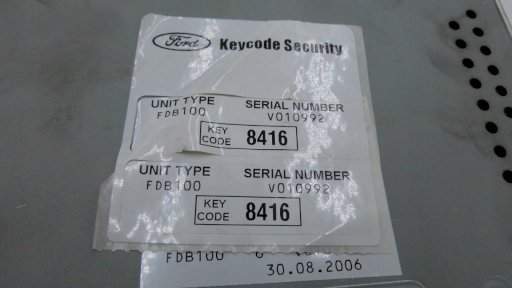 Ford Keycode Security
UNIT TYPE SERIAL NUMBER
FDB100 V010992
KEY CODE 8416
UNIT TYPE SERIAL NUMBER
FDB100 V010992
KEY CODE 8416
FDB100
30.08.2006